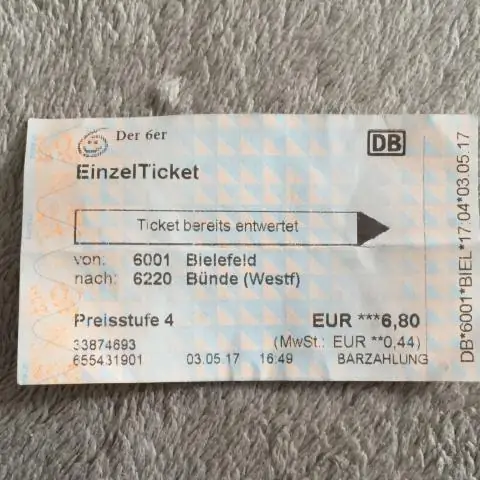 Der 6er
DB
EinzelTicket
Ticket bereits entwertet
von: 6001 Bielefeld
nach: 6220 Bünde (Westf)
Preisstufe 4 EUR ***6,80
33874693 (MwSt.: EUR **0,44)
655431901 03.05.17 16:49 BARZAHLUNG
DB*6001*BIEL*17:04*03.05.17